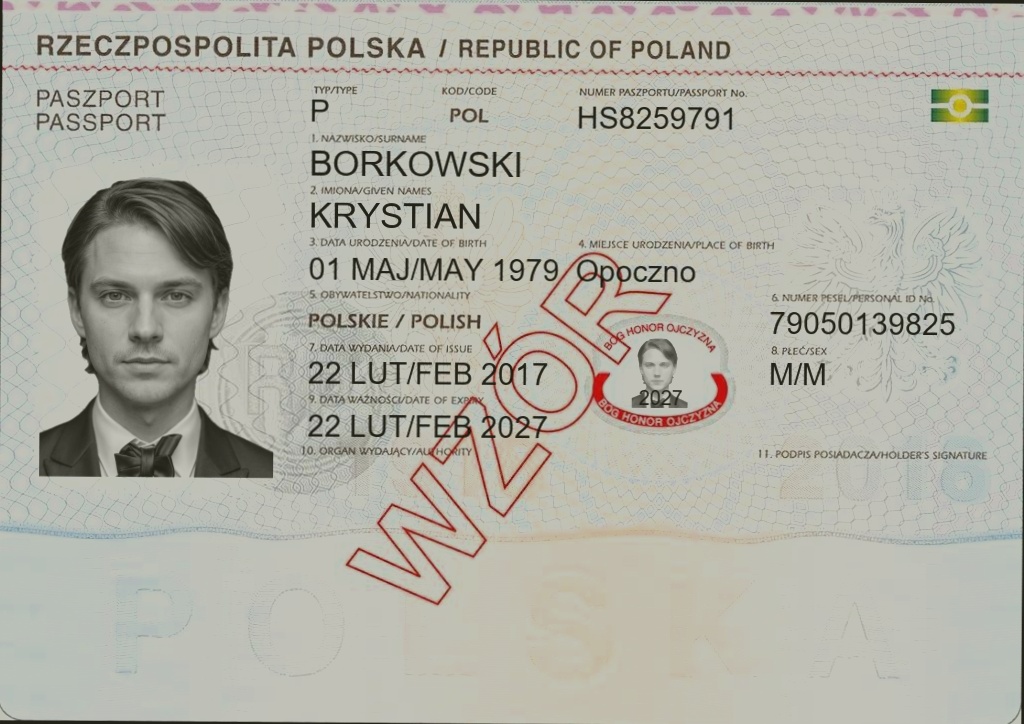 RZECZPOSPOLITA POLSKA / REPUBLIC OF POLAND
PASZPORT
PASSPORT
TYP/TYPE
P
KOD/CODE
POL
NUMER PASZPORTU/PASSPORT No.
HS8259791
1. NAZWISKO/SURNAME
BORKOWSKI
2. IMIONA/GIVEN NAMES
KRYSTIAN
3. DATA URODZENIA/DATE OF BIRTH
01 MAJ/MAY 1979
4. MIEJSCE URODZENIA/PLACE OF BIRTH
Opoczno
5. OBYWATELSTWO/NATIONALITY
POLSKIE / POLISH
6. NUMER PESEL/PERSONAL ID No.
79050139825
7. DATA WYDANIA/DATE OF ISSUE
22 LUT/FEB 2017
8. PŁEĆ/SEX
M/M
9. DATA WAŻNOŚCI/DATE OF EXPIRY
22 LUT/FEB 2027
10. ORGAN WYDAJĄCY/AUTHORITY
11. PODPIS POSIADACZA/HOLDER'S SIGNATURE
BÓG HONOR OJCZYZNA
2027
BÓG HONOR OJCZYZNA
WZÓR
2018
POLSKA